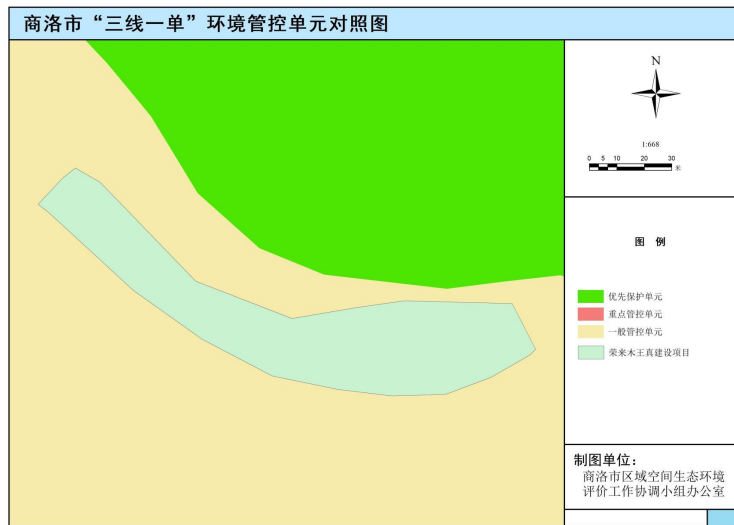 商洛市“三线一单”环境管控单元对照图
N
1:668
0 5 10 20 30
米
图 例
优先保护单元
重点管控单元
一般管控单元
荣来木王真建设项目
制图单位：
商洛市区域空间生态环境
评价工作协调小组办公室